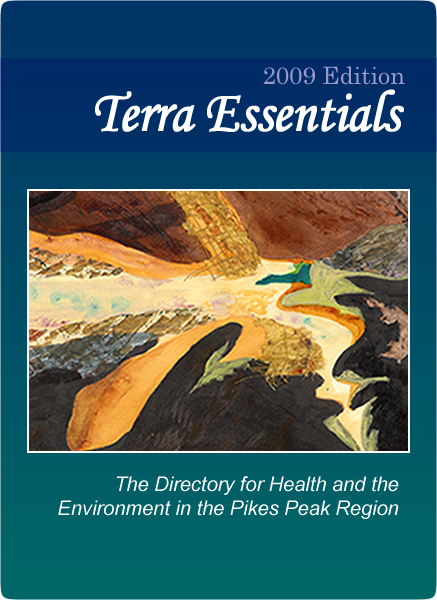 2009 Edition
Terra Essentials
The Directory for Health and the
Environment in the Pikes Peak Region